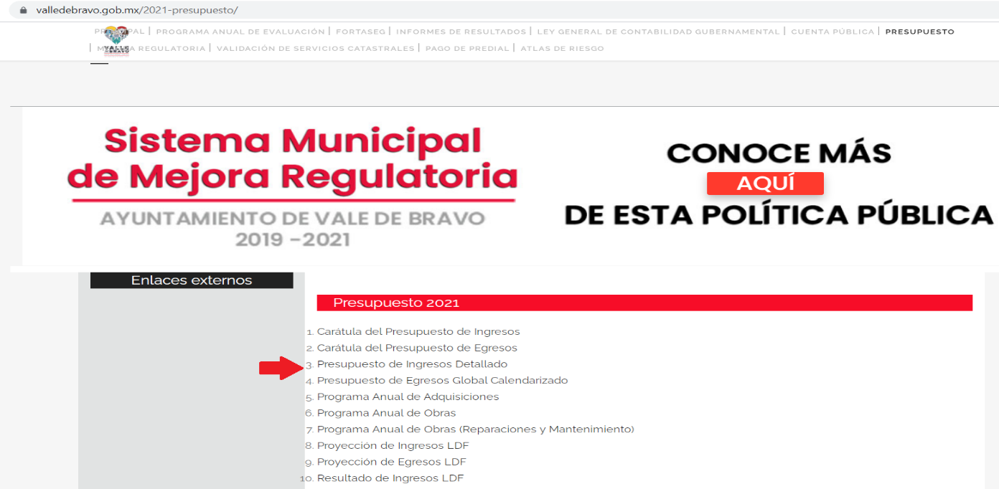 valledebravo.gob.mx/2021-presupuesto/
PROGRAMA ANUAL DE EVALUACIÓN | FORTASEG | INFORMES DE RESULTADOS | LEY GENERAL DE CONTABILIDAD GUBERNAMENTAL | CUENTA PÚBLICA | PRESUPUESTO
| REGULATORIA | VALIDACIÓN DE SERVICIOS CATASTRALES | PAGO DE PREDIAL | ATLAS DE RIESGO
VALLE
DE BRAVO
Sistema Municipal
de Mejora Regulatoria
AYUNTAMIENTO DE VALE DE BRAVO
2019 -2021
CONOCE MÁS
AQUÍ
DE ESTA POLÍTICA PÚBLICA
Enlaces externos
Presupuesto 2021
1. Carátula del Presupuesto de Ingresos
2. Carátula del Presupuesto de Egresos
3. Presupuesto de Ingresos Detallado
4. Presupuesto de Egresos Global Calendarizado
5. Programa Anual de Adquisiciones
6. Programa Anual de Obras
7. Programa Anual de Obras (Reparaciones y Mantenimiento)
8. Proyección de Ingresos LDF
9. Proyección de Egresos LDF
10. Resultado de Ingresos LDF